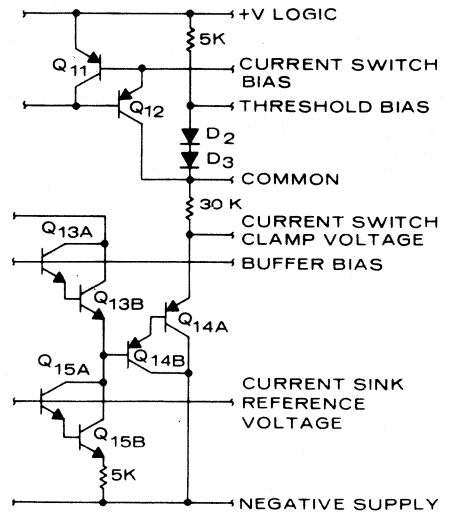 +V LOGIC
5K
Q11
CURRENT SWITCH
BIAS
Q12
THRESHOLD BIAS
D2
D3
COMMON
30 K
Q13A
CURRENT SWITCH
CLAMP VOLTAGE
BUFFER BIAS
Q13B
Q14A
Q14B
Q15A
CURRENT SINK
REFERENCE
VOLTAGE
Q15B
5K
NEGATIVE SUPPLY